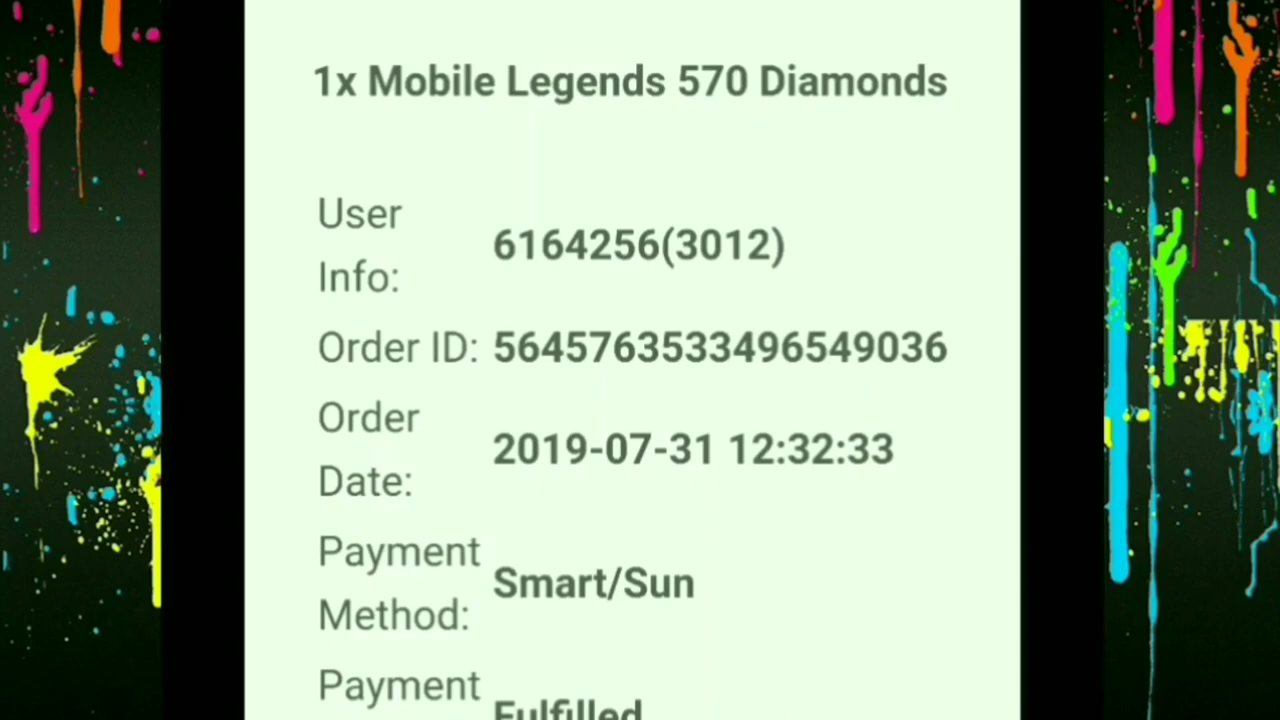 1x Mobile Legends 570 Diamonds
User
Info:
6164256(3012)
Order ID: 5645763533496549036
Order
Date:
2019-07-31 12:32:33
Payment
Method:
Smart/Sun
Payment
Fulfilled